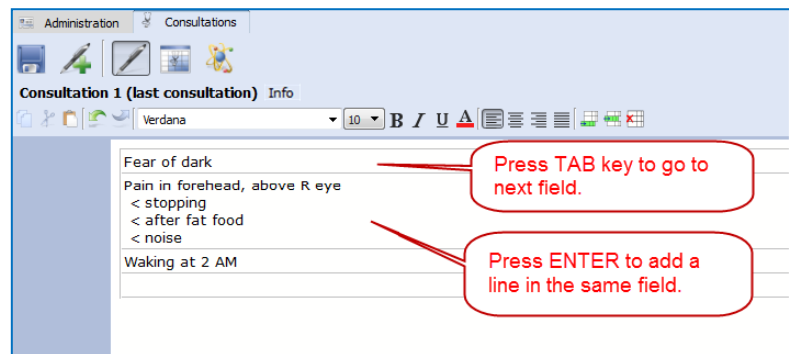 Administration Consultations
Consultation 1 (last consultation) Info
Verdana 10 B I U A
Fear of dark
Pain in forehead, above R eye
< stopping
< after fat food
< noise
Waking at 2 AM
Press TAB key to go to
next field.
Press ENTER to add a
line in the same field.